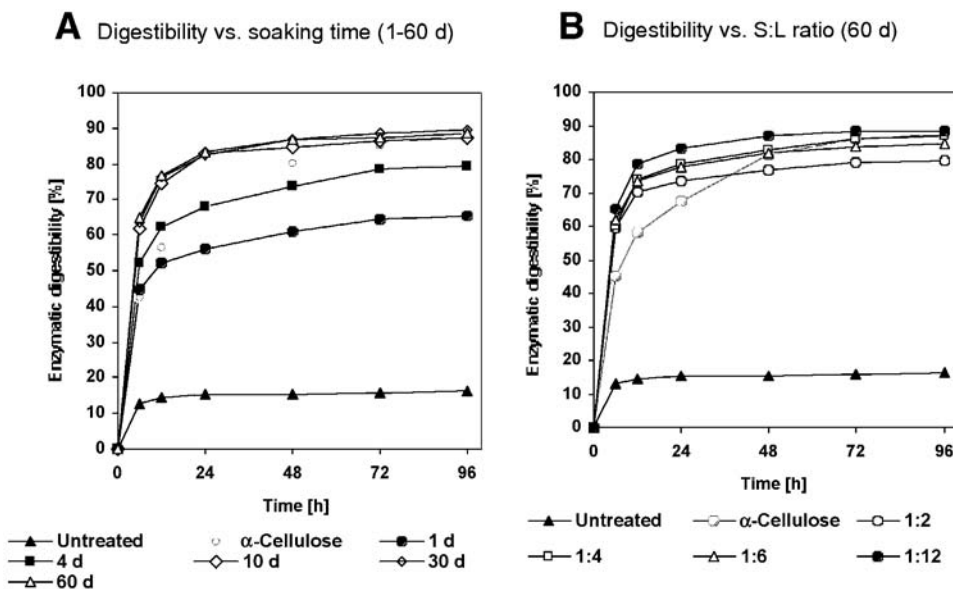 A Digestibility vs. soaking time (1-60 d)
Enzymatic digestibility [%]
100
90
80
70
60
50
40
30
20
10
0
0 24 48 72 96
Time [h]
Untreated α-Cellulose 1 d
4 d 10 d 30 d
60 d
B Digestibility vs. S:L ratio (60 d)
Enzymatic digestibility [%]
100
90
80
70
60
50
40
30
20
10
0
0 24 48 72 96
Time [h]
Untreated α-Cellulose 1:2
1:4 1:6 1:12